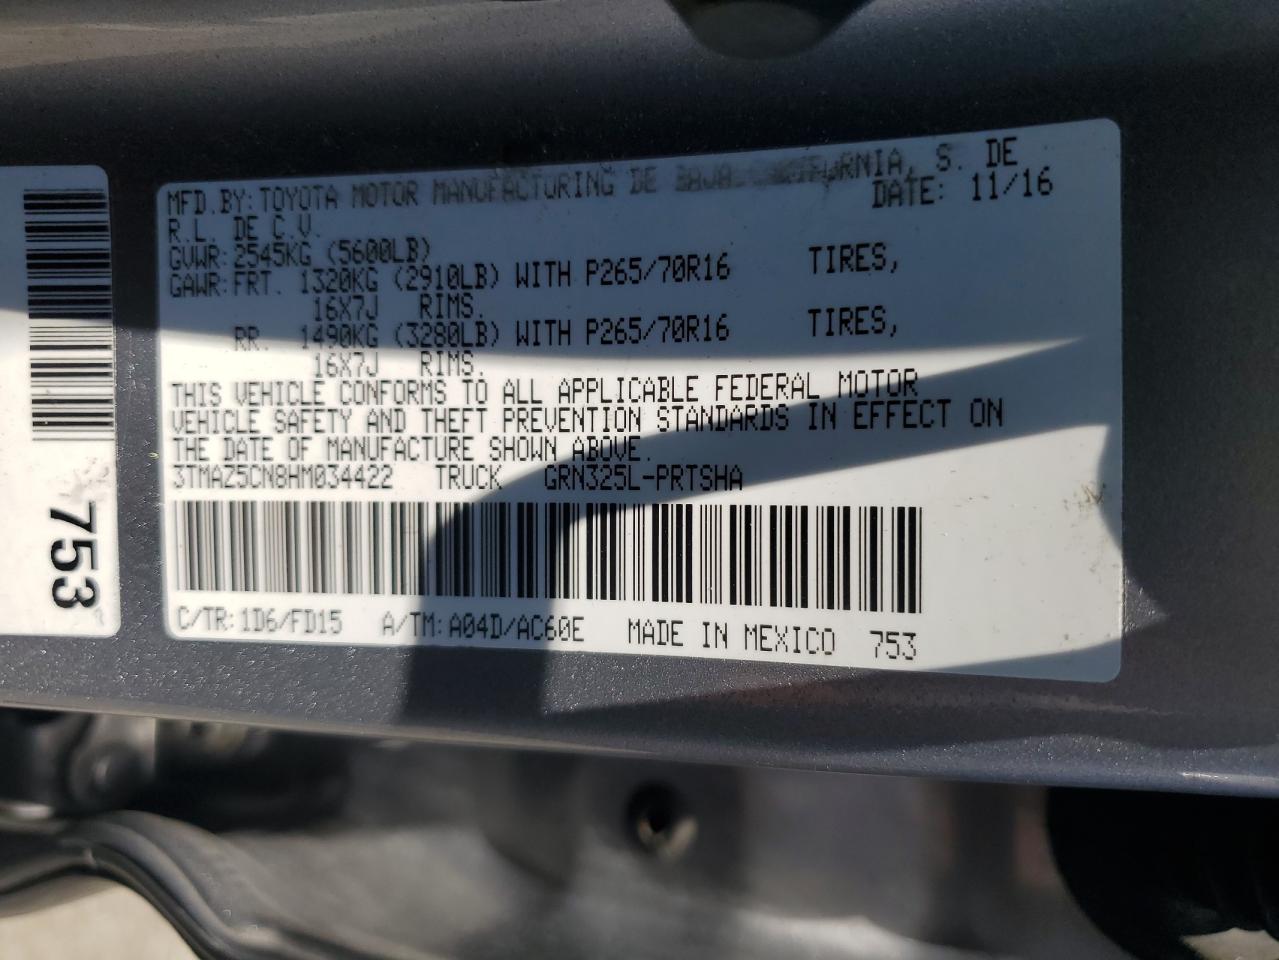 MFD.BY:TOYOTA MOTOR MANUFACTURING DE BAJA CALIFORNIA, S. DE
R.L. DE C.V. DATE: 11/16
GVWR:2545KG (5600LB)
GAWR:FRT. 1320KG (2910LB) WITH P265/70R16 TIRES,
16X7J RIMS.
RR. 1490KG (3280LB) WITH P265/70R16 TIRES,
16X7J RIMS.
THIS VEHICLE CONFORMS TO ALL APPLICABLE FEDERAL MOTOR
VEHICLE SAFETY AND THEFT PREVENTION STANDARDS IN EFFECT ON
THE DATE OF MANUFACTURE SHOWN ABOVE.
3TMAZ5CN8HM034422 TRUCK GRN325L-PRTSHA
C/TR:1D6/FD15 A/TM:A04D/AC60E MADE IN MEXICO 753
753